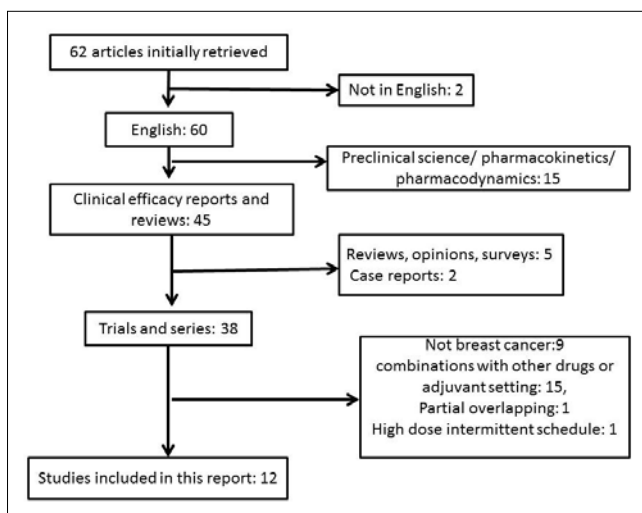 62 articles initially retrieved
Not in English: 2
English: 60
Preclinical science/ pharmacokinetics/
pharmacodynamics: 15
Clinical efficacy reports and
reviews: 45
Reviews, opinions, surveys: 5
Case reports: 2
Trials and series: 38
Not breast cancer:9
combinations with other drugs or
adjuvant setting: 15,
Partial overlapping: 1
High dose intermittent schedule: 1
Studies included in this report: 12